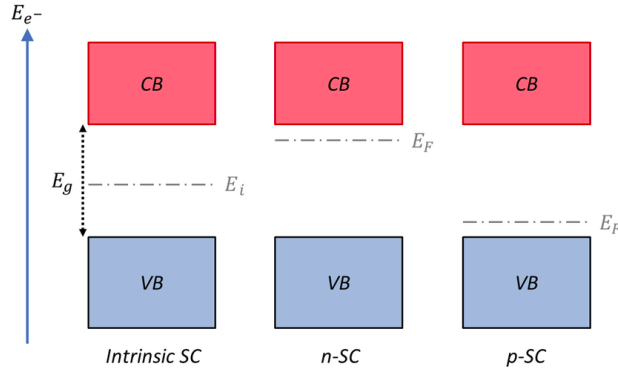 E_e⁻
CB CB CB
E_F
E_g E_i
E_F
VB VB VB
Intrinsic SC n-SC p-SC